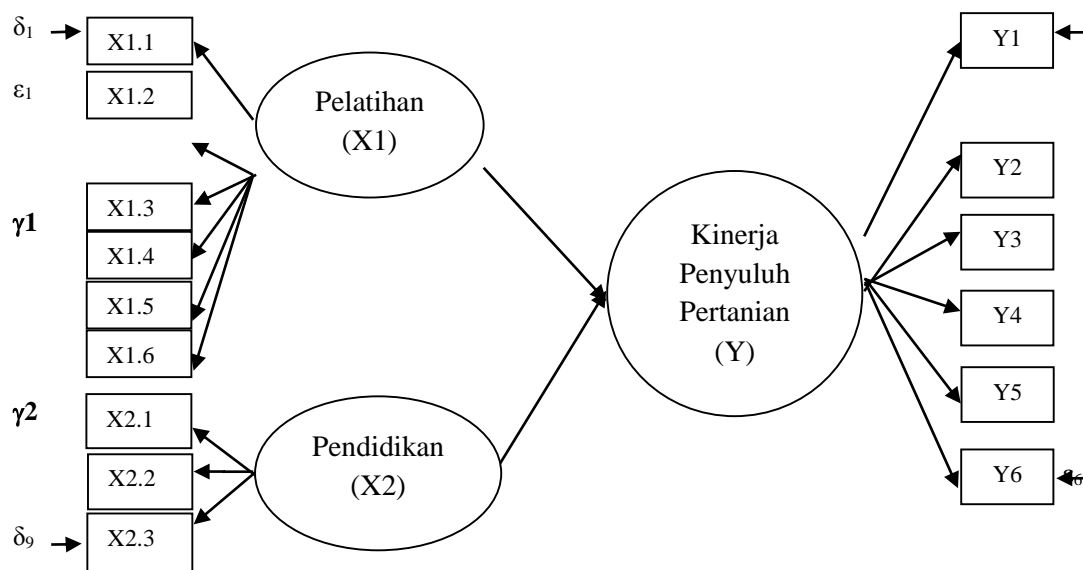 δ1
X1.1
ε1
X1.2
γ1
X1.3
X1.4
X1.5
X1.6
γ2
X2.1
X2.2
δ9
X2.3
Pelatihan
(X1)
Pendidikan
(X2)
Kinerja
Penyuluh
Pertanian
(Y)
Y1
Y2
Y3
Y4
Y5
Y6